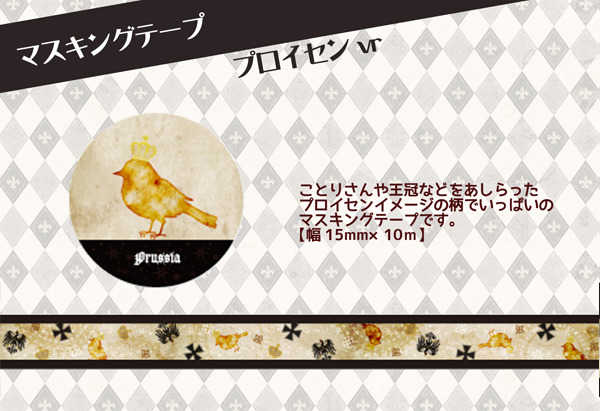 マスキングテープ
プロイセン vr
Prussia
ことりさんや王冠などをあしらった
プロイセンイメージの柄でいっぱいの
マスキングテープです。
【幅 15mm× 10m】